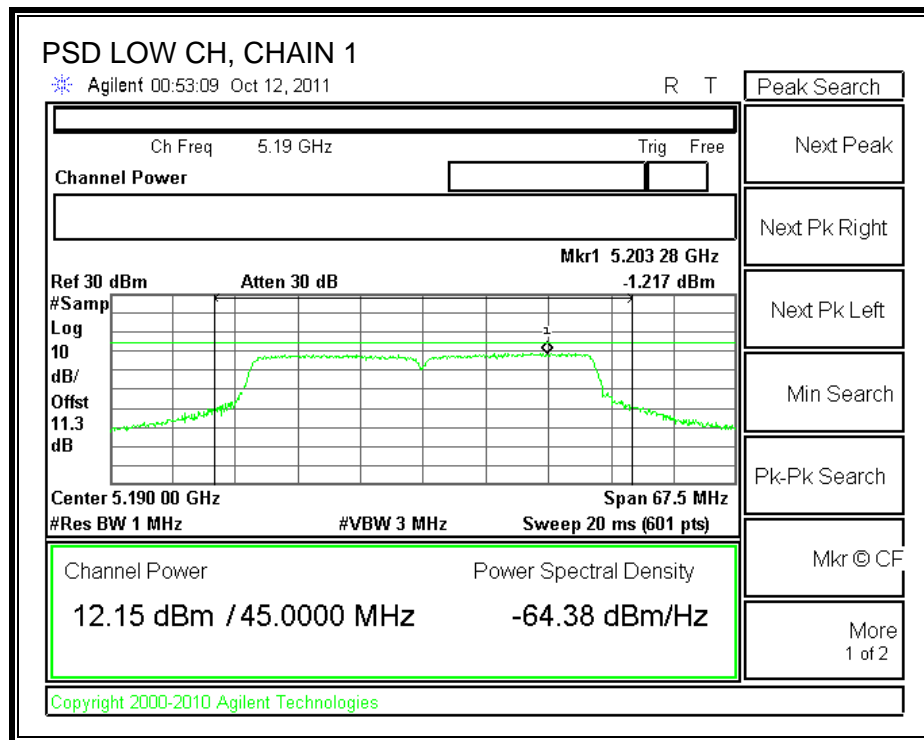 PSD LOW CH, CHAIN 1
Agilent 00:53:09 Oct 12, 2011 R T
Peak Search
Ch Freq 5.19 GHz Trig Free
Next Peak
Channel Power
Next Pk Right
Mkr1 5.203 28 GHz
Ref 30 dBm Atten 30 dB -1.217 dBm
#Samp
Log
10
dB/
Offst
11.3
dB
1
Next Pk Left
Min Search
Pk-Pk Search
Center 5.190 00 GHz Span 67.5 MHz
#Res BW 1 MHz #VBW 3 MHz Sweep 20 ms (601 pts)
Channel Power Power Spectral Density
Mkr © CF
12.15 dBm / 45.0000 MHz -64.38 dBm/Hz
More
1 of 2
Copyright 2000-2010 Agilent Technologies